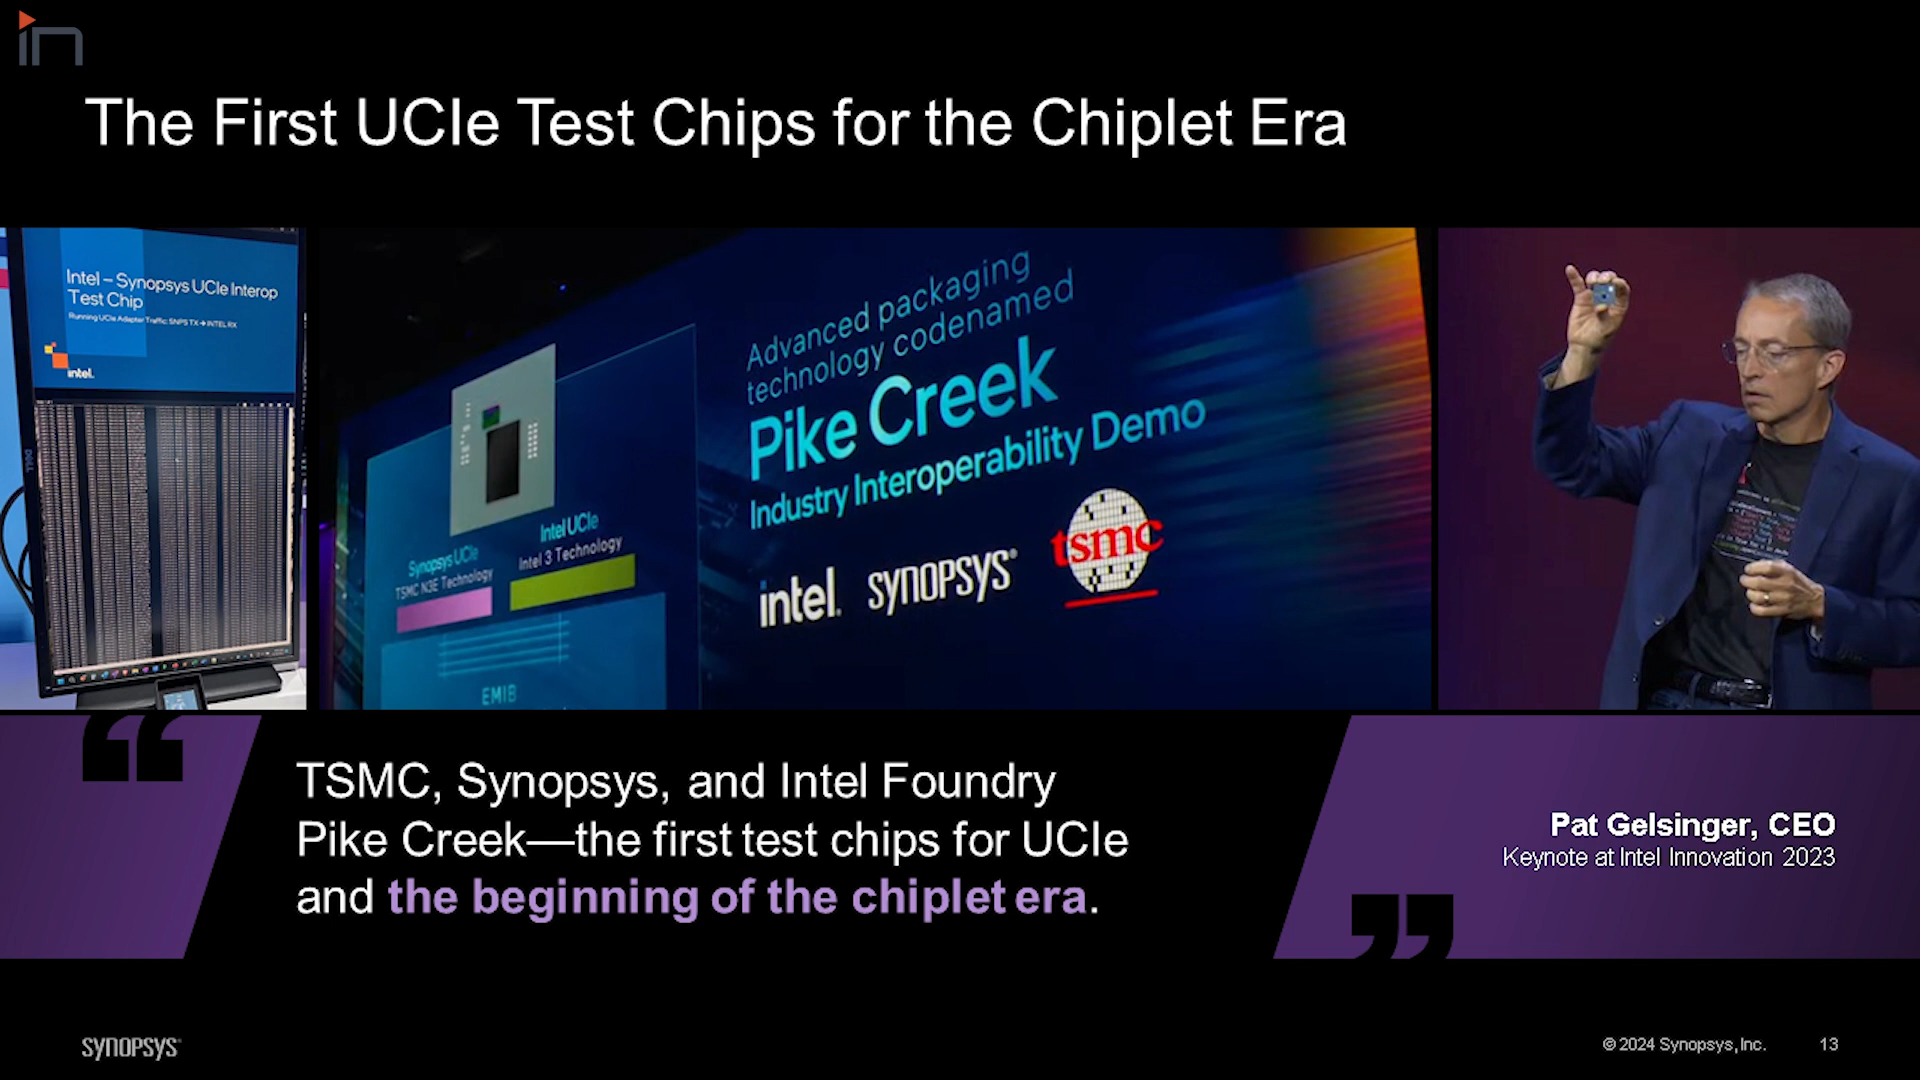 in
The First UCIe Test Chips for the Chiplet Era
Intel – Synopsys UCIe Interop
Test Chip
Running UCIe Adapter Traffic: SNPS TX → INTEL RX
intel.
DELL
Advanced packaging
technology codenamed
Pike Creek
Industry Interoperability Demo
intel. SYNOPSYS®
tsmc
Synopsys UCIe
TSMC N3E Technology
Intel UCIe
Intel 3 Technology
EMIB
“
TSMC, Synopsys, and Intel Foundry
Pike Creek—the first test chips for UCIe
and the beginning of the chiplet era.
”
Pat Gelsinger, CEO
Keynote at Intel Innovation 2023
SYNOPSYS
© 2024 Synopsys, Inc. 13